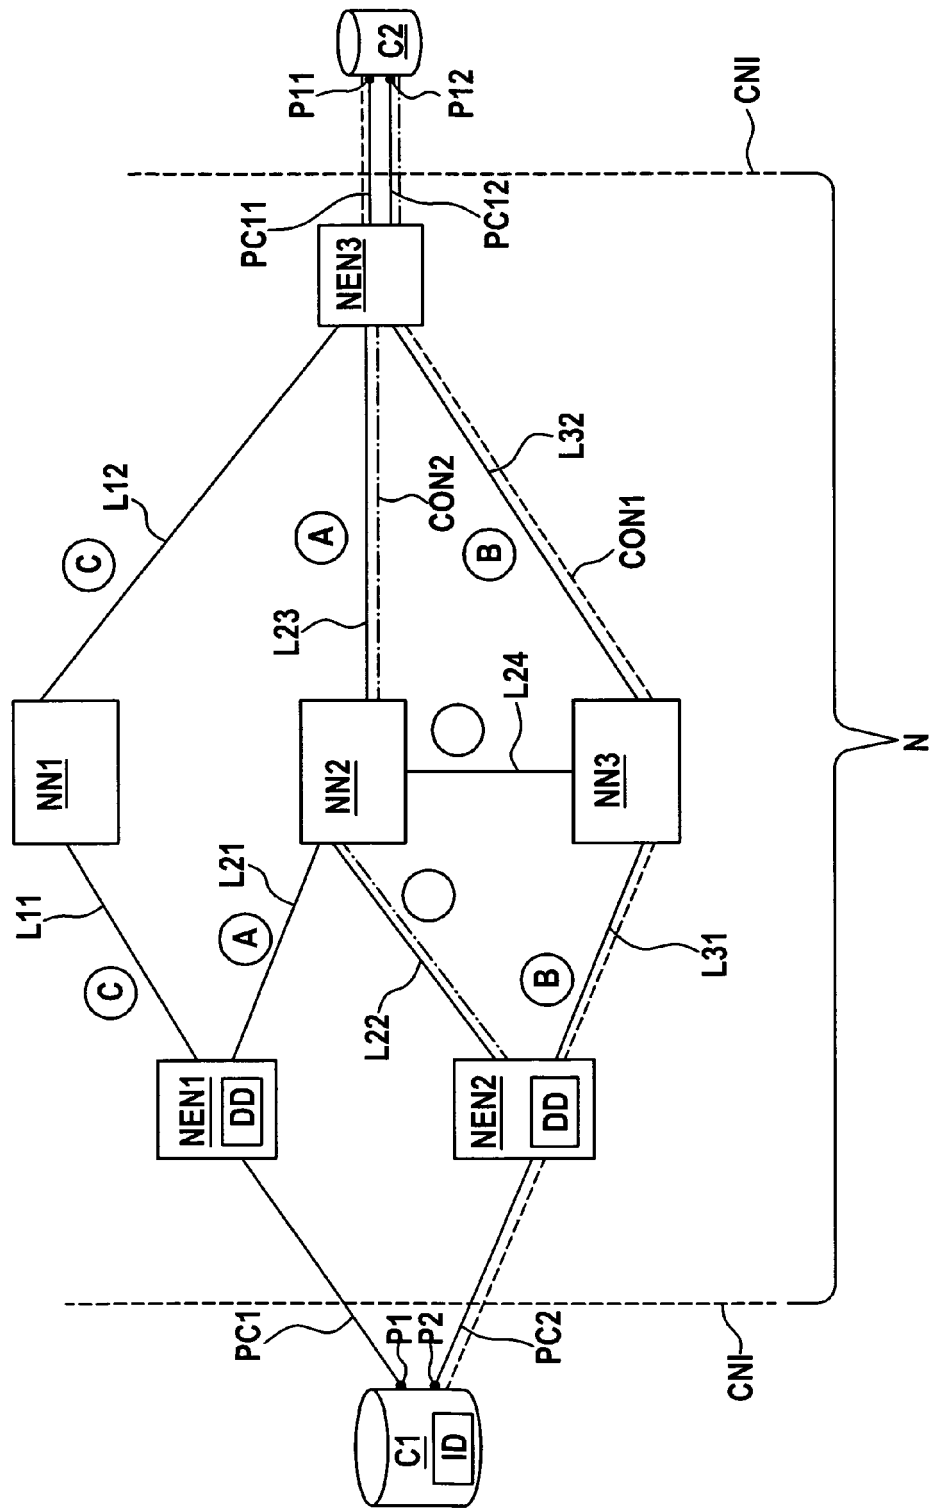 C1
ID
P1
P2
PC1
PC2
CNI
NEN1
DD
NEN2
DD
L11
C
L21
A
L22
B
L31
NN1
NN2
NN3
L24
L12
C
L23
A
CON2
B
L32
CON1
NEN3
PC11
PC12
P11
P12
C2
CNI
N